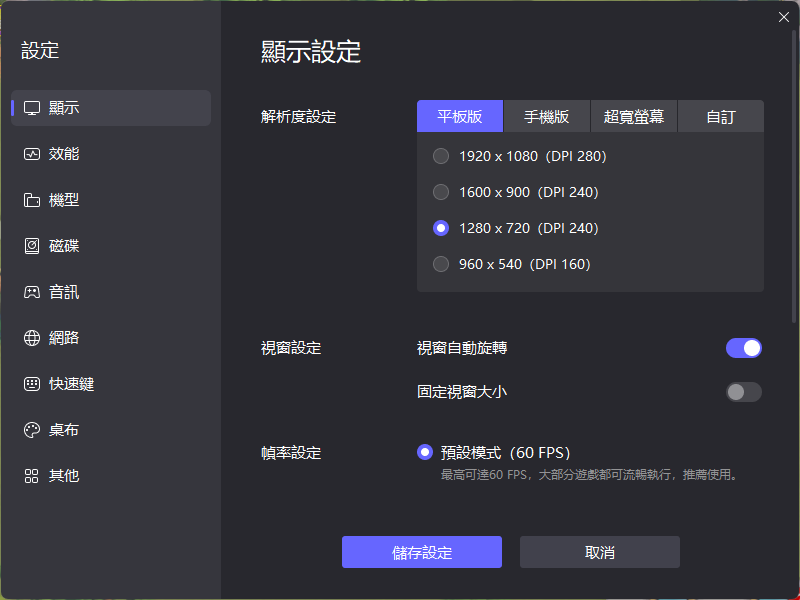 設定
顯示
效能
機型
磁碟
音訊
網路
快速鍵
桌布
其他
顯示設定
解析度設定
平板版 手機版 超寬螢幕 自訂
1920 x 1080（DPI 280）
1600 x 900（DPI 240）
1280 x 720（DPI 240）
960 x 540（DPI 160）
視窗設定 視窗自動旋轉
固定視窗大小
幀率設定 預設模式（60 FPS）
最高可達60 FPS，大部分遊戲都可流暢執行，推薦使用。
儲存設定 取消